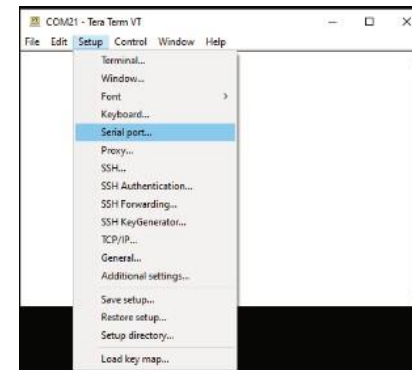 COM21 - Tera Term VT
File Edit Setup Control Window Help
Terminal...
Window...
Font
Keyboard...
Serial port...
Proxy...
SSH...
SSH Authentication...
SSH Forwarding...
SSH KeyGenerator...
TCP/IP...
General...
Additional settings...
Save setup...
Restore setup...
Setup directory...
Load key map...